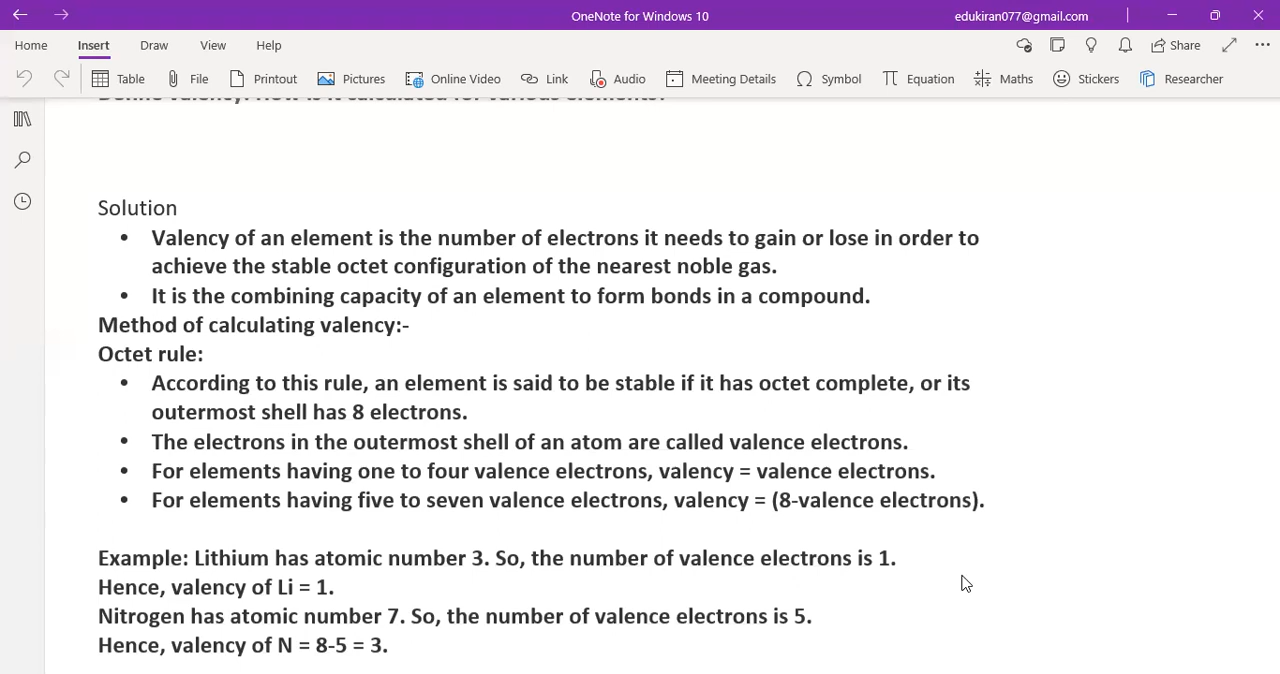 OneNote for Windows 10
edukiran077@gmail.com
Home Insert Draw View Help
Share
Table File Printout Pictures Online Video Link Audio Meeting Details Symbol Equation Maths Stickers Researcher
Define valency. How is it calculated for various elements?
Solution
• Valency of an element is the number of electrons it needs to gain or lose in order to
achieve the stable octet configuration of the nearest noble gas.
• It is the combining capacity of an element to form bonds in a compound.
Method of calculating valency:-
Octet rule:
• According to this rule, an element is said to be stable if it has octet complete, or its
outermost shell has 8 electrons.
• The electrons in the outermost shell of an atom are called valence electrons.
• For elements having one to four valence electrons, valency = valence electrons.
• For elements having five to seven valence electrons, valency = (8-valence electrons).
Example: Lithium has atomic number 3. So, the number of valence electrons is 1.
Hence, valency of Li = 1.
Nitrogen has atomic number 7. So, the number of valence electrons is 5.
Hence, valency of N = 8-5 = 3.